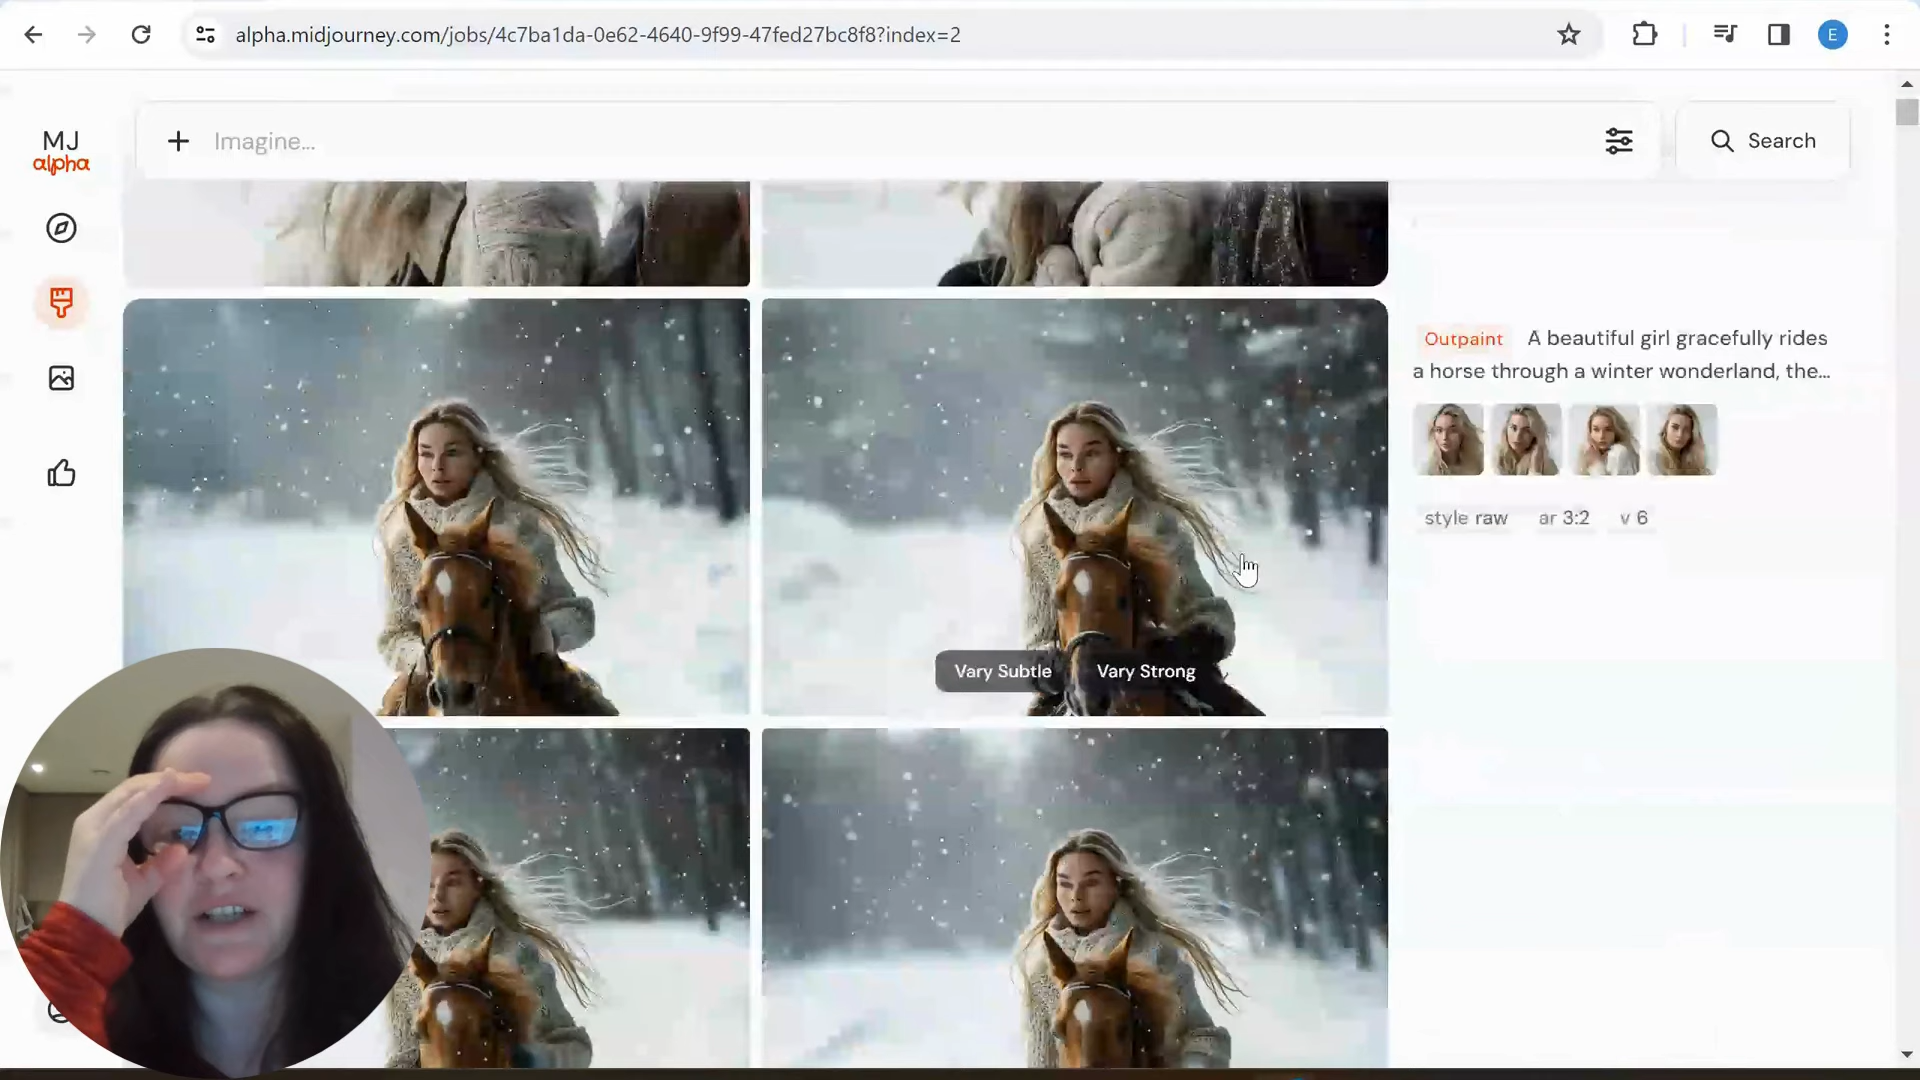 alpha.midjourney.com/jobs/4c7ba1da-0e62-4640-9f99-47fed27bc8f8?index=2
E
MJ
alpha
Imagine...
Search
Outpaint A beautiful girl gracefully rides
a horse through a winter wonderland, the...
style raw ar 3:2 v 6
Vary Subtle Vary Strong